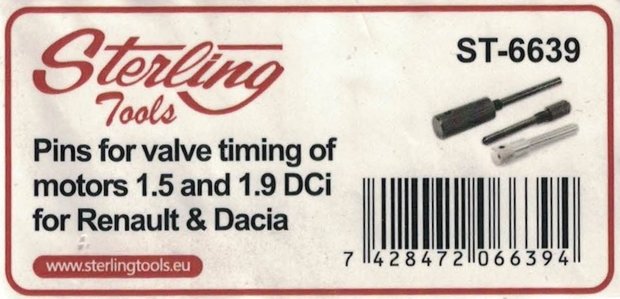 Sterling
Tools
ST-6639
Pins for valve timing of
motors 1.5 and 1.9 DCi
for Renault & Dacia
www.sterlingtools.eu
7 428472 066394